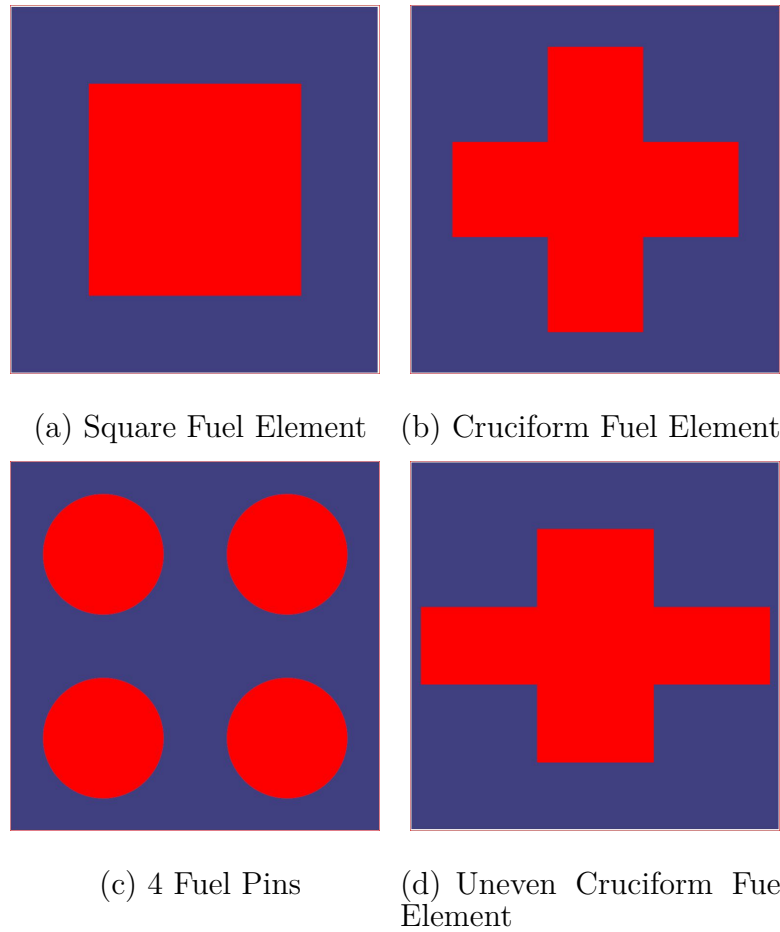 (a) Square Fuel Element
(b) Cruciform Fuel Element
(c) 4 Fuel Pins
(d) Uneven Cruciform Fue
Element